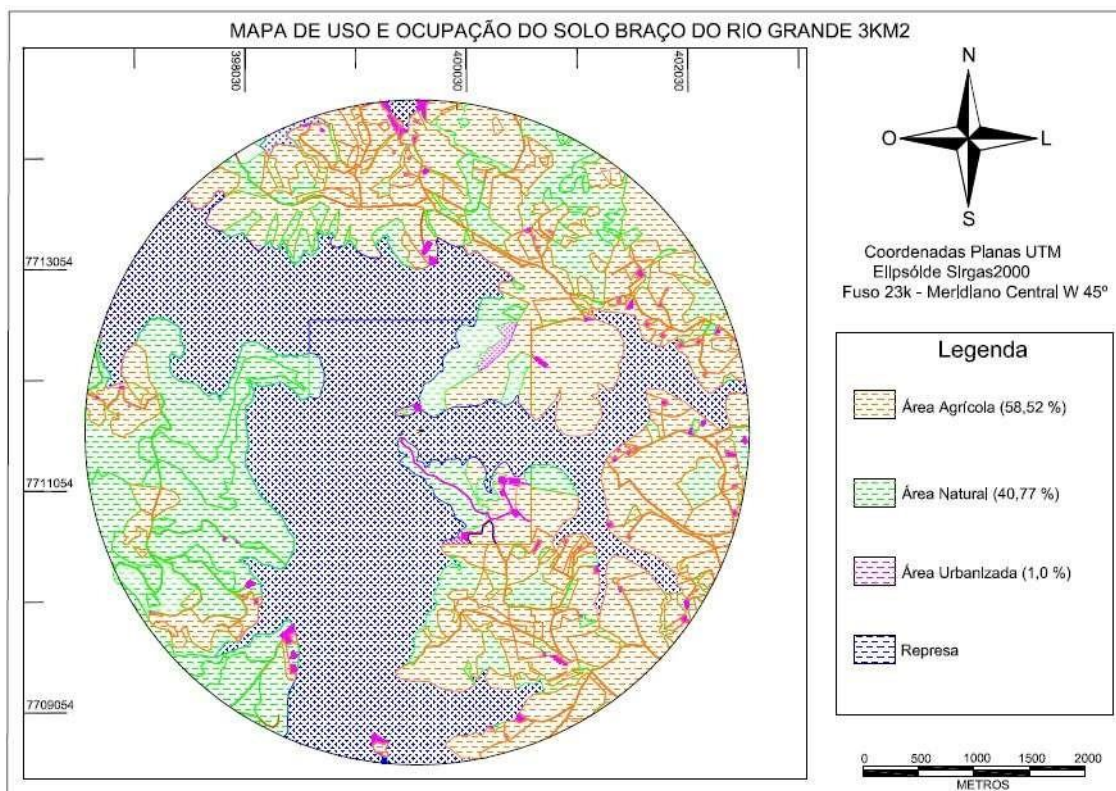 MAPA DE USO E OCUPAÇÃO DO SOLO BRAÇO DO RIO GRANDE 3KM2
398030
400030
402030
7713054
7711054
7709054
N
O
L
S
Coordenadas Planas UTM
Elipsólde Sirgas2000
Fuso 23k - Meridiano Central W 45º
Legenda
Área Agrícola (58,52 %)
Área Natural (40,77 %)
Área Urbanizada (1,0 %)
Represa
0 500 1000 1500 2000
METROS